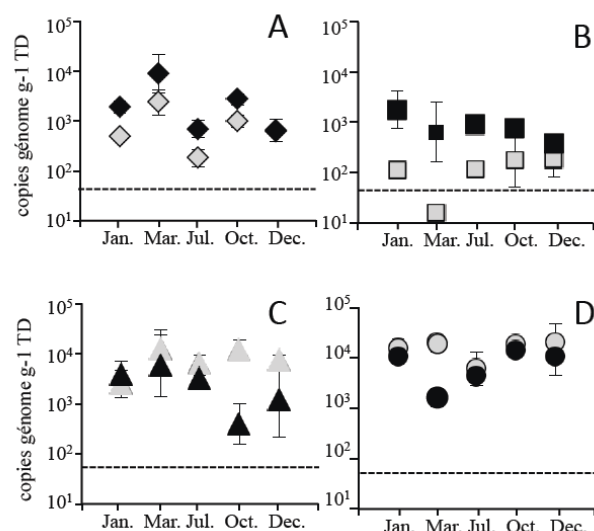 A
copies génome g-1 TD
10⁵
10⁴
10³
10²
10¹
Jan. Mar. Jul. Oct. Dec.
B
10⁴
10³
10³
10²
10¹
Jan. Mar. Jul. Oct. Dec.
C
copies génome g-1 TD
10⁵
10⁴
10³
10²
10¹
Jan. Mar. Jul. Oct. Dec.
D
10⁵
10⁴
10³
10²
10¹
Jan. Mar. Jul. Oct. Dec.